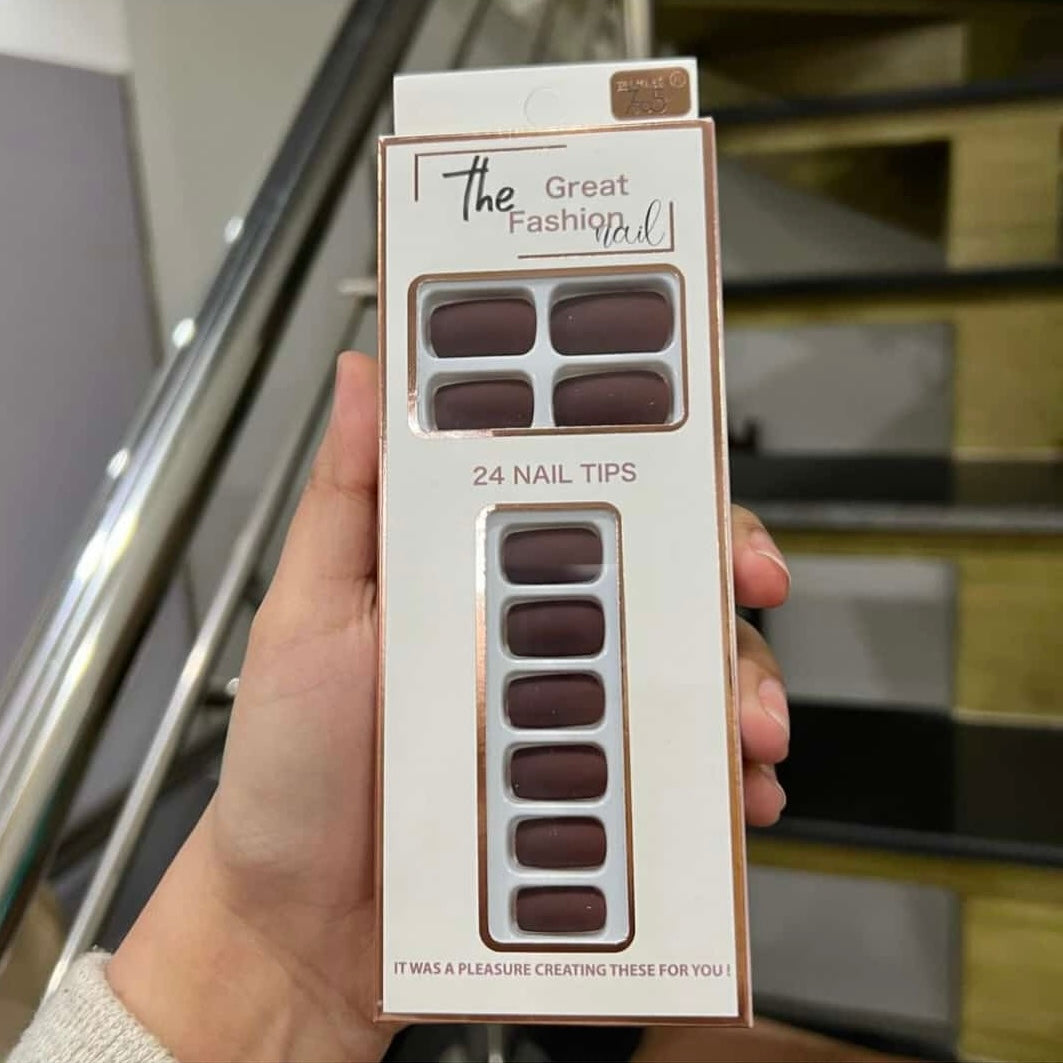 The Great
Fashion nail
24 NAIL TIPS
IT WAS A PLEASURE CREATING THESE FOR YOU !